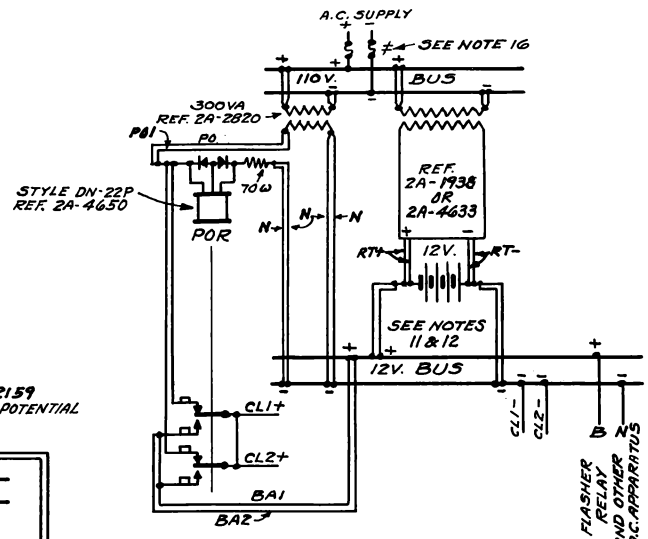 A.C. SUPPLY
+ −
≠ SEE NOTE 16
+ + + −
110 V. BUS
− − −
300VA
REF. 2A-2820
PO1
PO
70ω
STYLE DN-22P
REF. 2A-4650
POR
N N N
REF.
2A-1938
OR
2A-4633
+ −
12V.
RT+ RT-
SEE NOTES
11 & 12
+ + +
12V. BUS
− − − − − −
2159
POTENTIAL
CL1+
CL2+
BA1
BA2
CL1-
CL2-
B N
FLASHER
RELAY
AND OTHER
D.C. APPARATUS